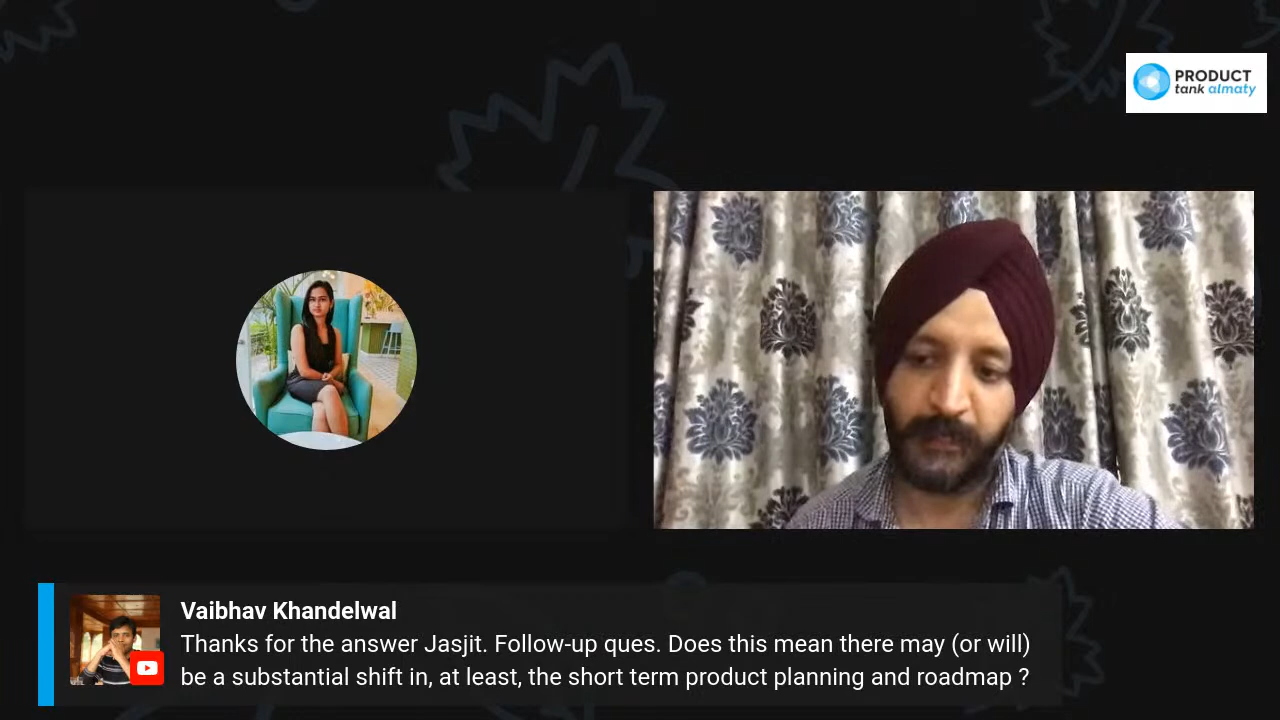 PRODUCT
tank almaty
Vaibhav Khandelwal
Thanks for the answer Jasjit. Follow-up ques. Does this mean there may (or will)
be a substantial shift in, at least, the short term product planning and roadmap ?